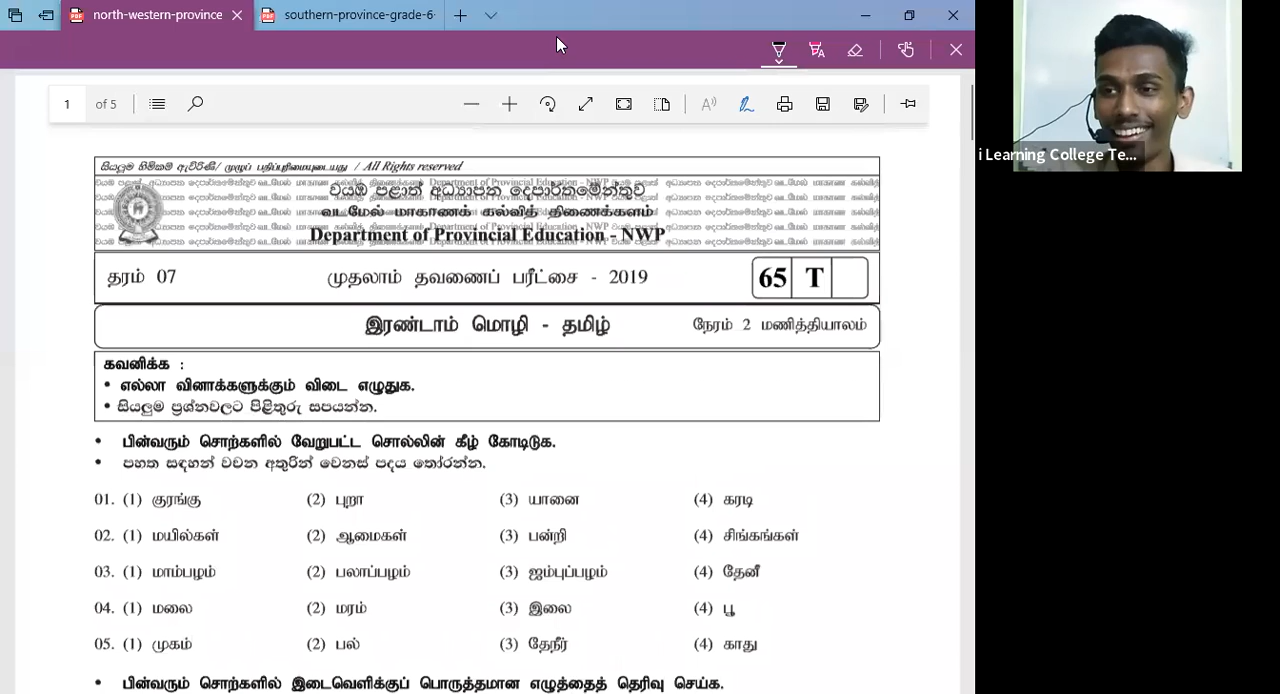 north-western-province
southern-province-grade-6-
1 of 5
i Learning College Te...
සියලුම හිමිකම් ඇවිරිණි / முழுப் பதிப்புரிமையுடையது / All Rights reserved
වයඹ පළාත් අධ්‍යාපන දෙපාර්තමේන්තුව
வடமேல் மாகாணக் கல்வித் திணைக்களம்
Department of Provincial Education - NWP
தரம் 07 முதலாம் தவணைப் பரீட்சை - 2019 65 T
இரண்டாம் மொழி - தமிழ் நேரம் 2 மணித்தியாலம்
கவனிக்க :
• எல்லா வினாக்களுக்கும் விடை எழுதுக.
• සියලුම ප්‍රශ්නවලට පිළිතුරු සපයන්න.
• பின்வரும் சொற்களில் வேறுபட்ட சொல்லின் கீழ் கோடிடுக.
• පහත සඳහන් වචන අතුරින් වෙනස් පදය තෝරන්න.
01. (1) குரங்கு (2) புறா (3) யானை (4) கரடி
02. (1) மயில்கள் (2) ஆமைகள் (3) பன்றி (4) சிங்கங்கள்
03. (1) மாம்பழம் (2) பலாப்பழம் (3) ஜம்புப்பழம் (4) தேனீ
04. (1) மலை (2) மரம் (3) இலை (4) பூ
05. (1) முகம் (2) பல் (3) தேநீர் (4) காது
• பின்வரும் சொற்களில் இடைவெளிக்குப் பொருத்தமான எழுத்தைத் தெரிவு செய்க.